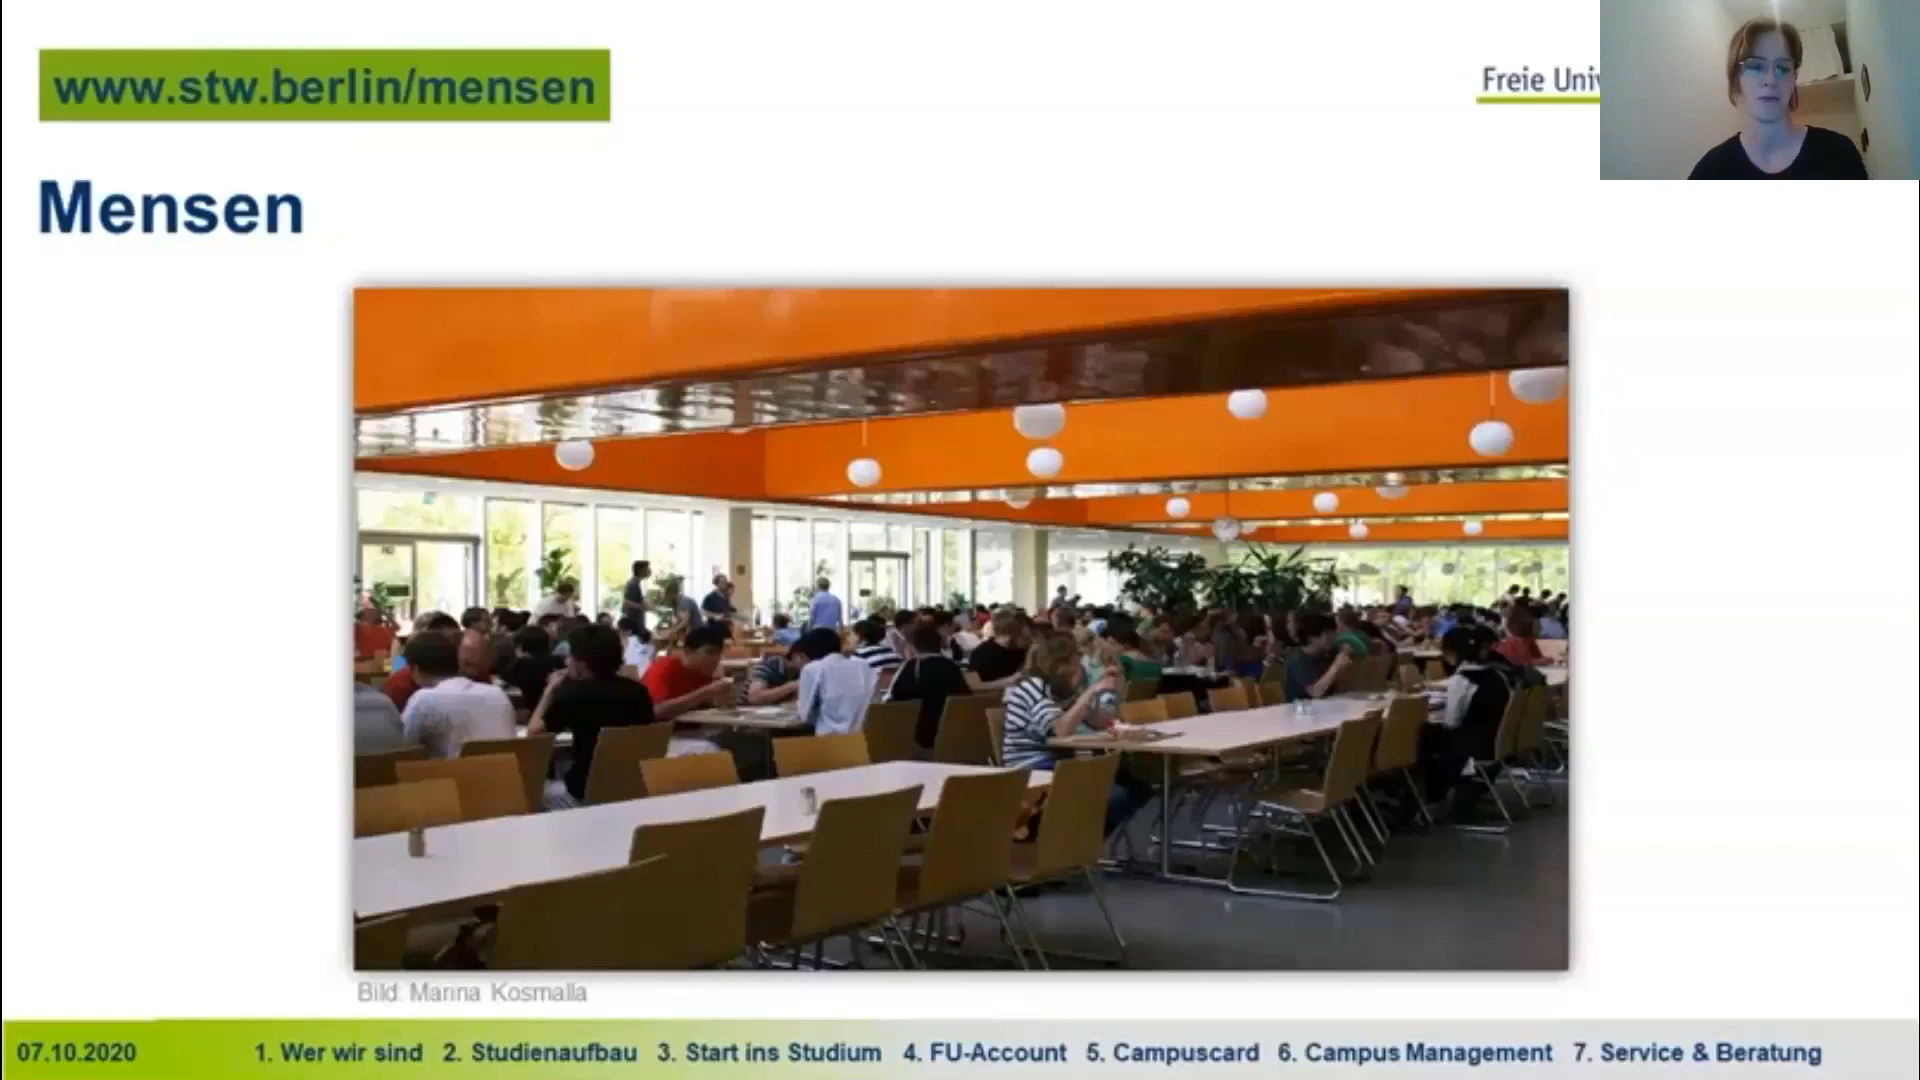 www.stw.berlin/mensen
Freie Univ
Mensen
Bild: Marina Kosmalla
07.10.2020 1. Wer wir sind 2. Studienaufbau 3. Start ins Studium 4. FU-Account 5. Campuscard 6. Campus Management 7. Service & Beratung